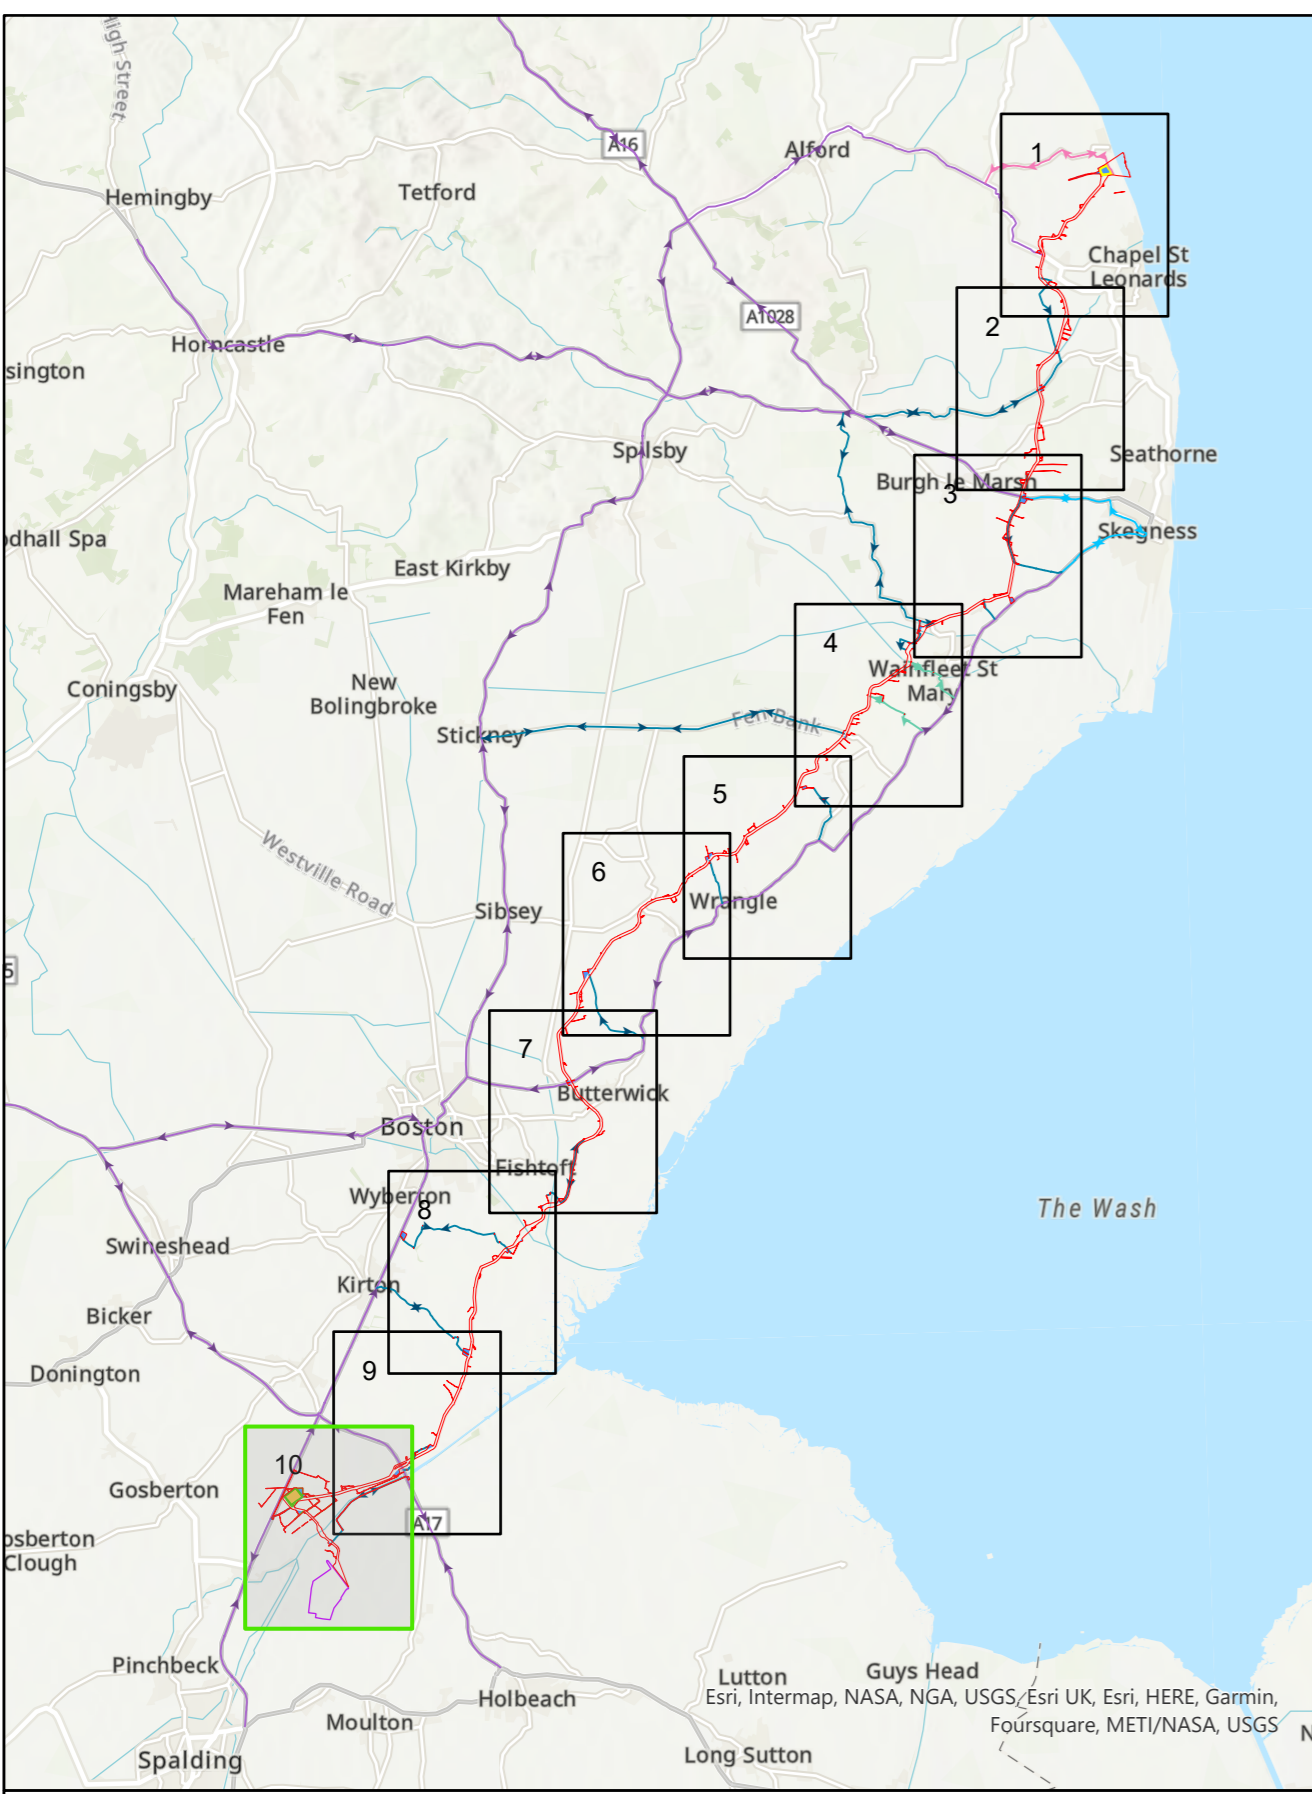 High Street
A16
Alford
1
Hemingby
Tetford
Chapel St
Leonards
A1028
2
Horncastle
sington
Spilsby
Seathorne
Burgh le Marsh
3
Skegness
odhall Spa
East Kirkby
Mareham le
Fen
4
Wainfleet St
Mary
Coningsby
New
Bolingbroke
Fen Bank
Stickney
5
Westville Road
6
Wrangle
Sibsey
5
7
Butterwick
Boston
Fishtoft
Wyberton
8
The Wash
Swineshead
Kirton
Bicker
9
Donington
10
Gosberton
A17
osberton
Clough
Pinchbeck
Lutton
Guys Head
Holbeach
Esri, Intermap, NASA, NGA, USGS, Esri UK, Esri, HERE, Garmin,
Foursquare, METI/NASA, USGS
Moulton
N
Spalding
Long Sutton